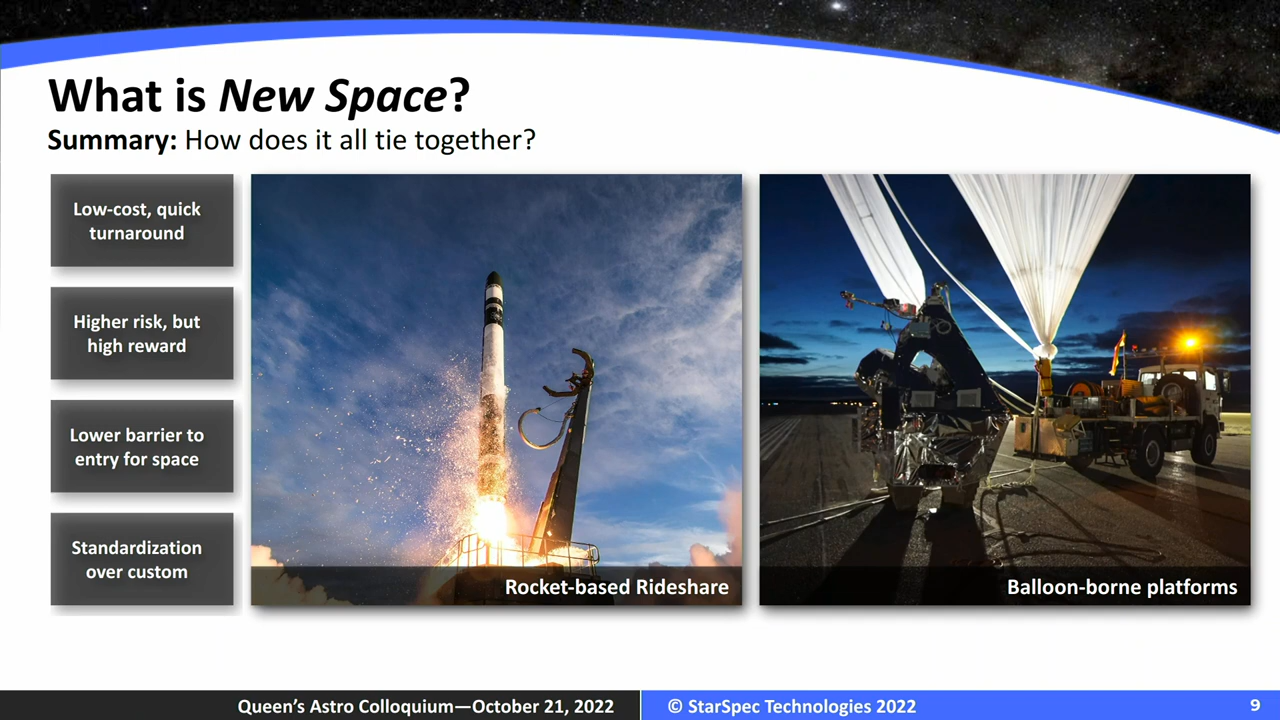 What is New Space?
Summary: How does it all tie together?
Low-cost, quick
turnaround
Higher risk, but
high reward
Lower barrier to
entry for space
Standardization
over custom
Rocket-based Rideshare
Balloon-borne platforms
Queen's Astro Colloquium—October 21, 2022
© StarSpec Technologies 2022
9